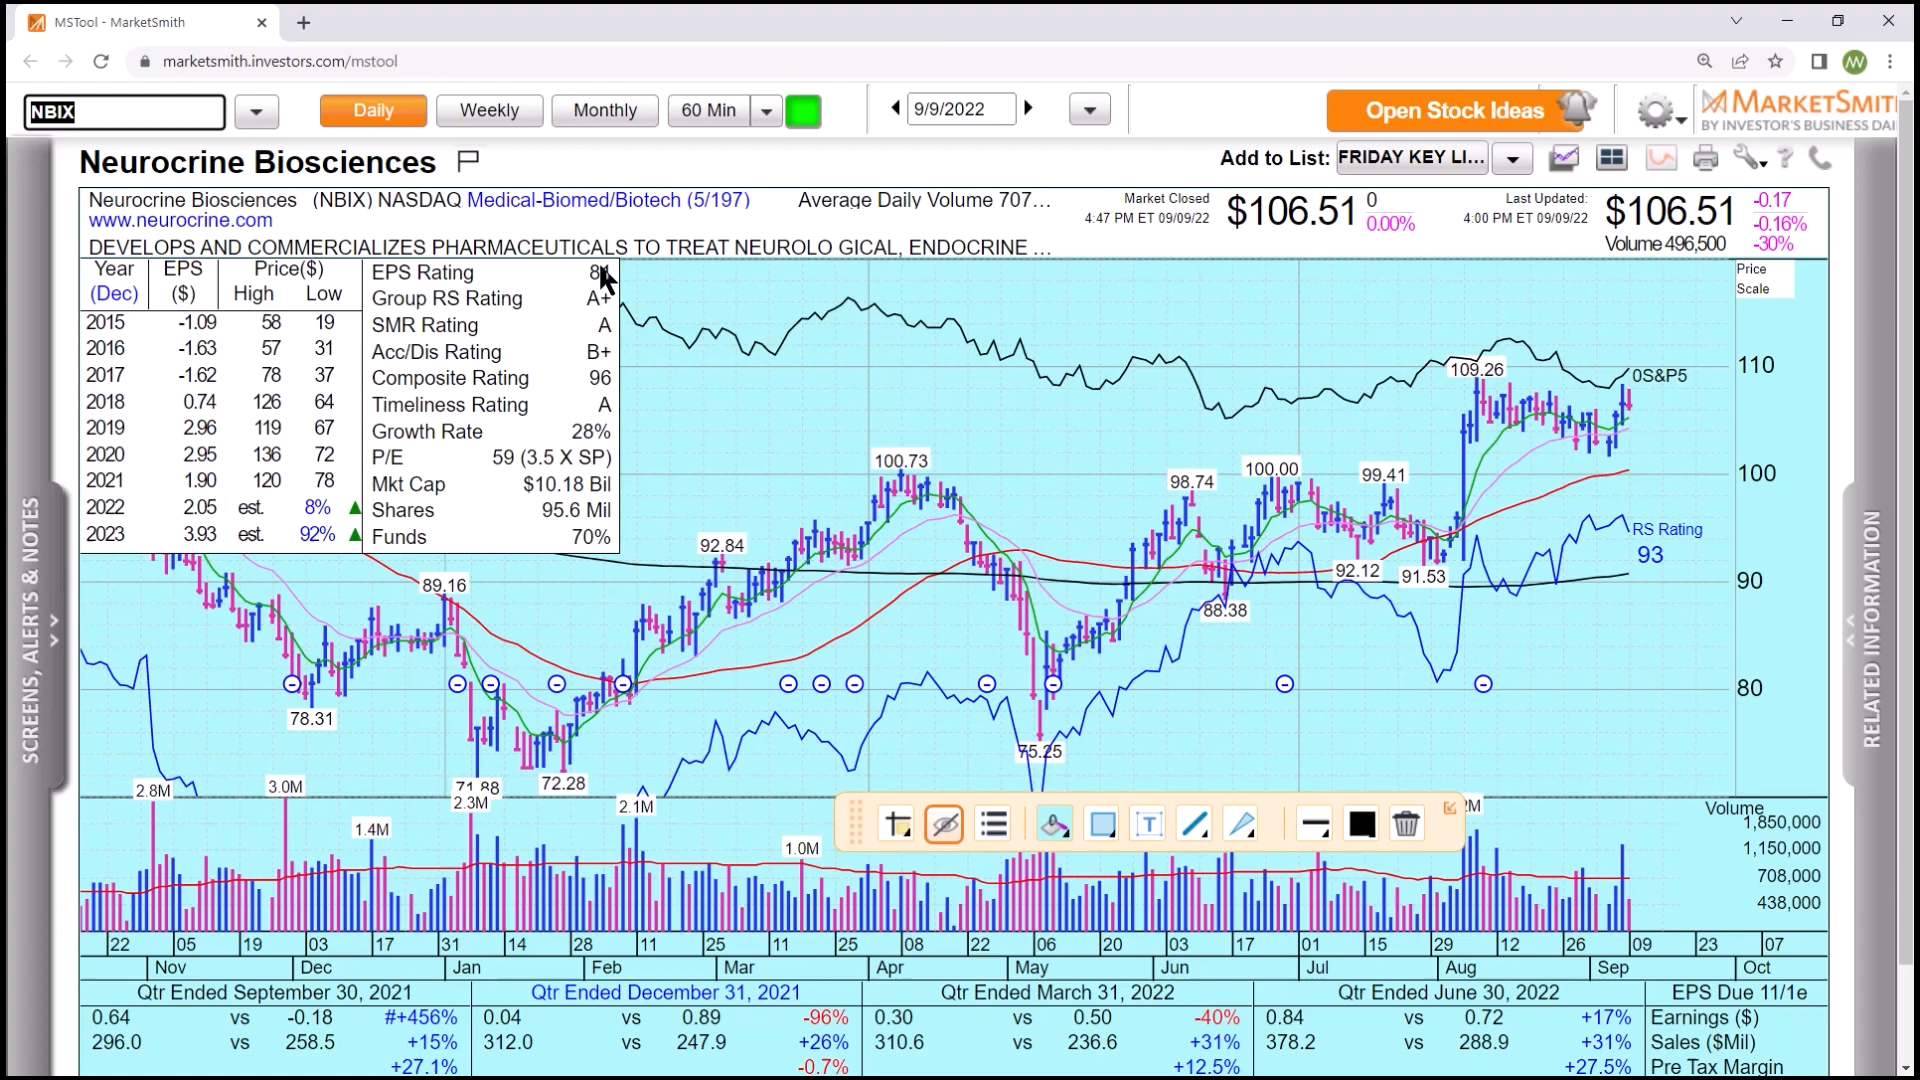 MSTool - MarketSmith
marketsmith.investors.com/mstool
NBIX
Daily Weekly Monthly 60 Min 9/9/2022 Open Stock Ideas MARKETSMIT
BY INVESTOR'S BUSINESS DAI
Neurocrine Biosciences
Add to List: FRIDAY KEY LI...
Neurocrine Biosciences (NBIX) NASDAQ Medical-Biomed/Biotech (5/197) Average Daily Volume 707...
www.neurocrine.com
DEVELOPS AND COMMERCIALIZES PHARMACEUTICALS TO TREAT NEUROLO GICAL, ENDOCRINE ...
Market Closed
4:47 PM ET 09/09/22
$106.51
0
0.00%
Last Updated:
4:00 PM ET 09/09/22
$106.51
Volume 496,500
-0.17
-0.16%
-30%
Year EPS Price($)
(Dec) ($) High Low
2015 -1.09 58 19
2016 -1.63 57 31
2017 -1.62 78 37
2018 0.74 126 64
2019 2.96 119 67
2020 2.95 136 72
2021 1.90 120 78
2022 2.05 est. 8%
2023 3.93 est. 92%
EPS Rating
Group RS Rating A+
SMR Rating A
Acc/Dis Rating B+
Composite Rating 96
Timeliness Rating A
Growth Rate 28%
P/E 59 (3.5 X SP)
Mkt Cap $10.18 Bil
Shares 95.6 Mil
Funds 70%
Price
Scale
110
100
90
80
109.26
0S&P5
100.73
98.74
100.00
99.41
92.84
92.12
91.53
89.16
88.38
78.31
75.25
72.28
71.88
RS Rating
93
2.8M
3.0M
1.4M
2.3M
2.1M
1.0M
Volume
1,850,000
1,150,000
708,000
438,000
22 05 19 03 17 31 14 28 11 25 11 25 08 22 06 20 03 17 01 15 29 12 26 09 23 07
Nov Dec Jan Feb Mar Apr May Jun Jul Aug Sep Oct
Qtr Ended September 30, 2021 Qtr Ended December 31, 2021 Qtr Ended March 31, 2022 Qtr Ended June 30, 2022 EPS Due 11/1e
0.64 vs -0.18 #+456% 0.04 vs 0.89 -96% 0.30 vs 0.50 -40% 0.84 vs 0.72 +17% Earnings ($)
296.0 vs 258.5 +15% 312.0 vs 247.9 +26% 310.6 vs 236.6 +31% 378.2 vs 288.9 +31% Sales ($Mil)
+27.1% -0.7% +12.5% +27.5% Pre Tax Margin
SCREENS, ALERTS & NOTES
RELATED INFORMATION